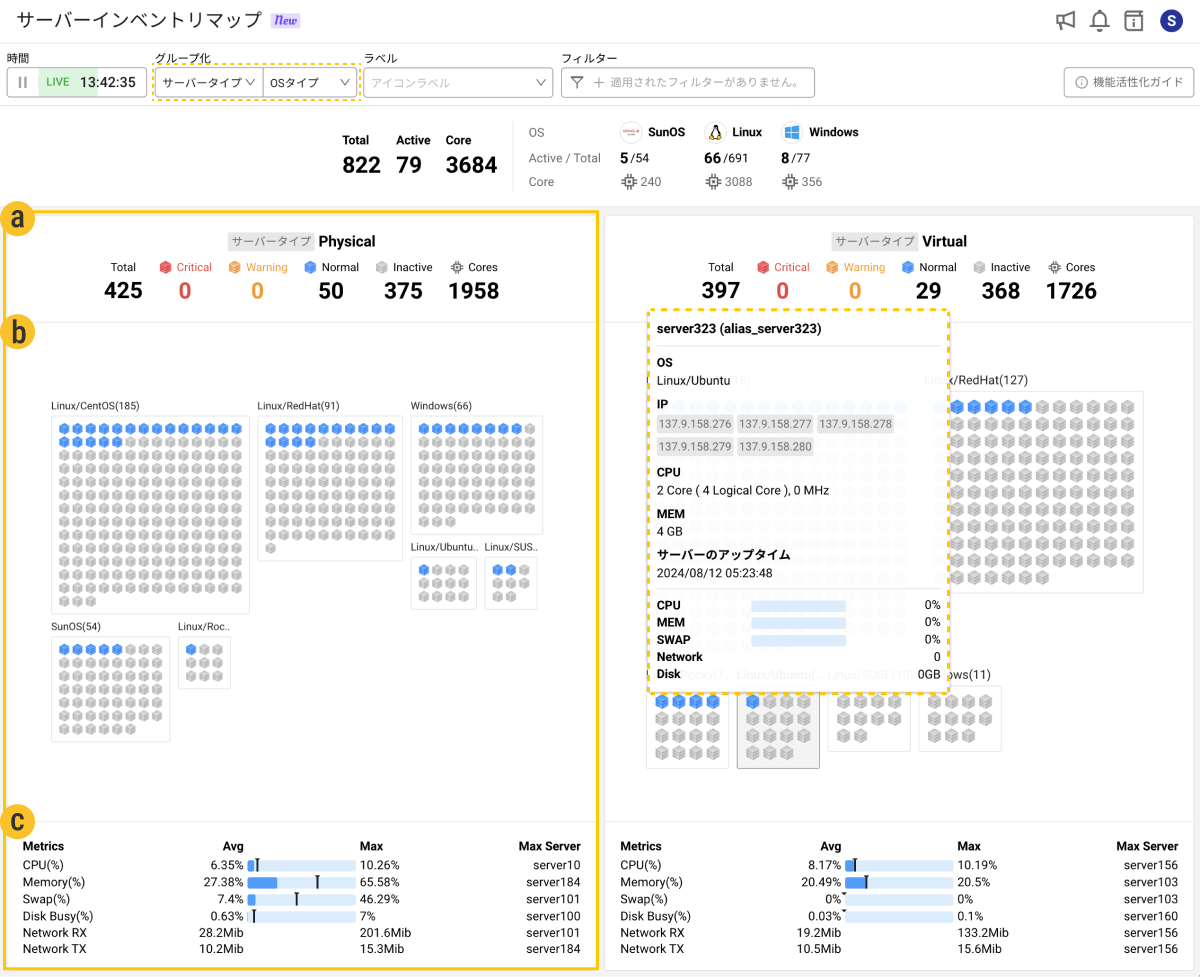 サーバーインベントリマップ New
S
時間 グループ化 ラベル フィルター
LIVE 13:42:35 サーバータイプ OSタイプ アイコンラベル 適用されたフィルターがありません。 機能活性化ガイド
Total Active Core
822 79 3684
OS SunOS Linux Windows
Active / Total 5/54 66/691 8/77
Core 240 3088 356
a
サーバータイプ Physical
Total Critical Warning Normal Inactive Cores
425 0 0 50 375 1958
b
Linux/CentOS(185) Linux/RedHat(91) Windows(66)
Linux/Ubuntu.. Linux/SUS..
SunOS(54) Linux/Roc..
c
Metrics Avg Max Max Server
CPU(%) 6.35% 10.26% server10
Memory(%) 27.38% 65.58% server184
Swap(%) 7.4% 46.29% server101
Disk Busy(%) 0.63% 7% server100
Network RX 28.2Mib 201.6Mib server101
Network TX 10.2Mib 15.3Mib server184
サーバータイプ Virtual
Total Critical Warning Normal Inactive Cores
397 0 0 29 368 1726
server323 (alias_server323)
OS
Linux/Ubuntu
/RedHat(127)
IP
137.9.158.276 137.9.158.277 137.9.158.278
137.9.158.279 137.9.158.280
CPU
2 Core ( 4 Logical Core ), 0 MHz
MEM
4 GB
サーバーのアップタイム
2024/08/12 05:23:48
CPU 0%
MEM 0%
SWAP 0%
Network 0
Disk 0GB
Linux/Ubuntu(.. Linux/SUSE(10) ows(11)
Metrics Avg Max Max Server
CPU(%) 8.17% 10.19% server156
Memory(%) 20.49% 20.5% server103
Swap(%) 0% 0% server103
Disk Busy(%) 0.03% 0.1% server160
Network RX 19.2Mib 133.2Mib server156
Network TX 10.5Mib 15.6Mib server156